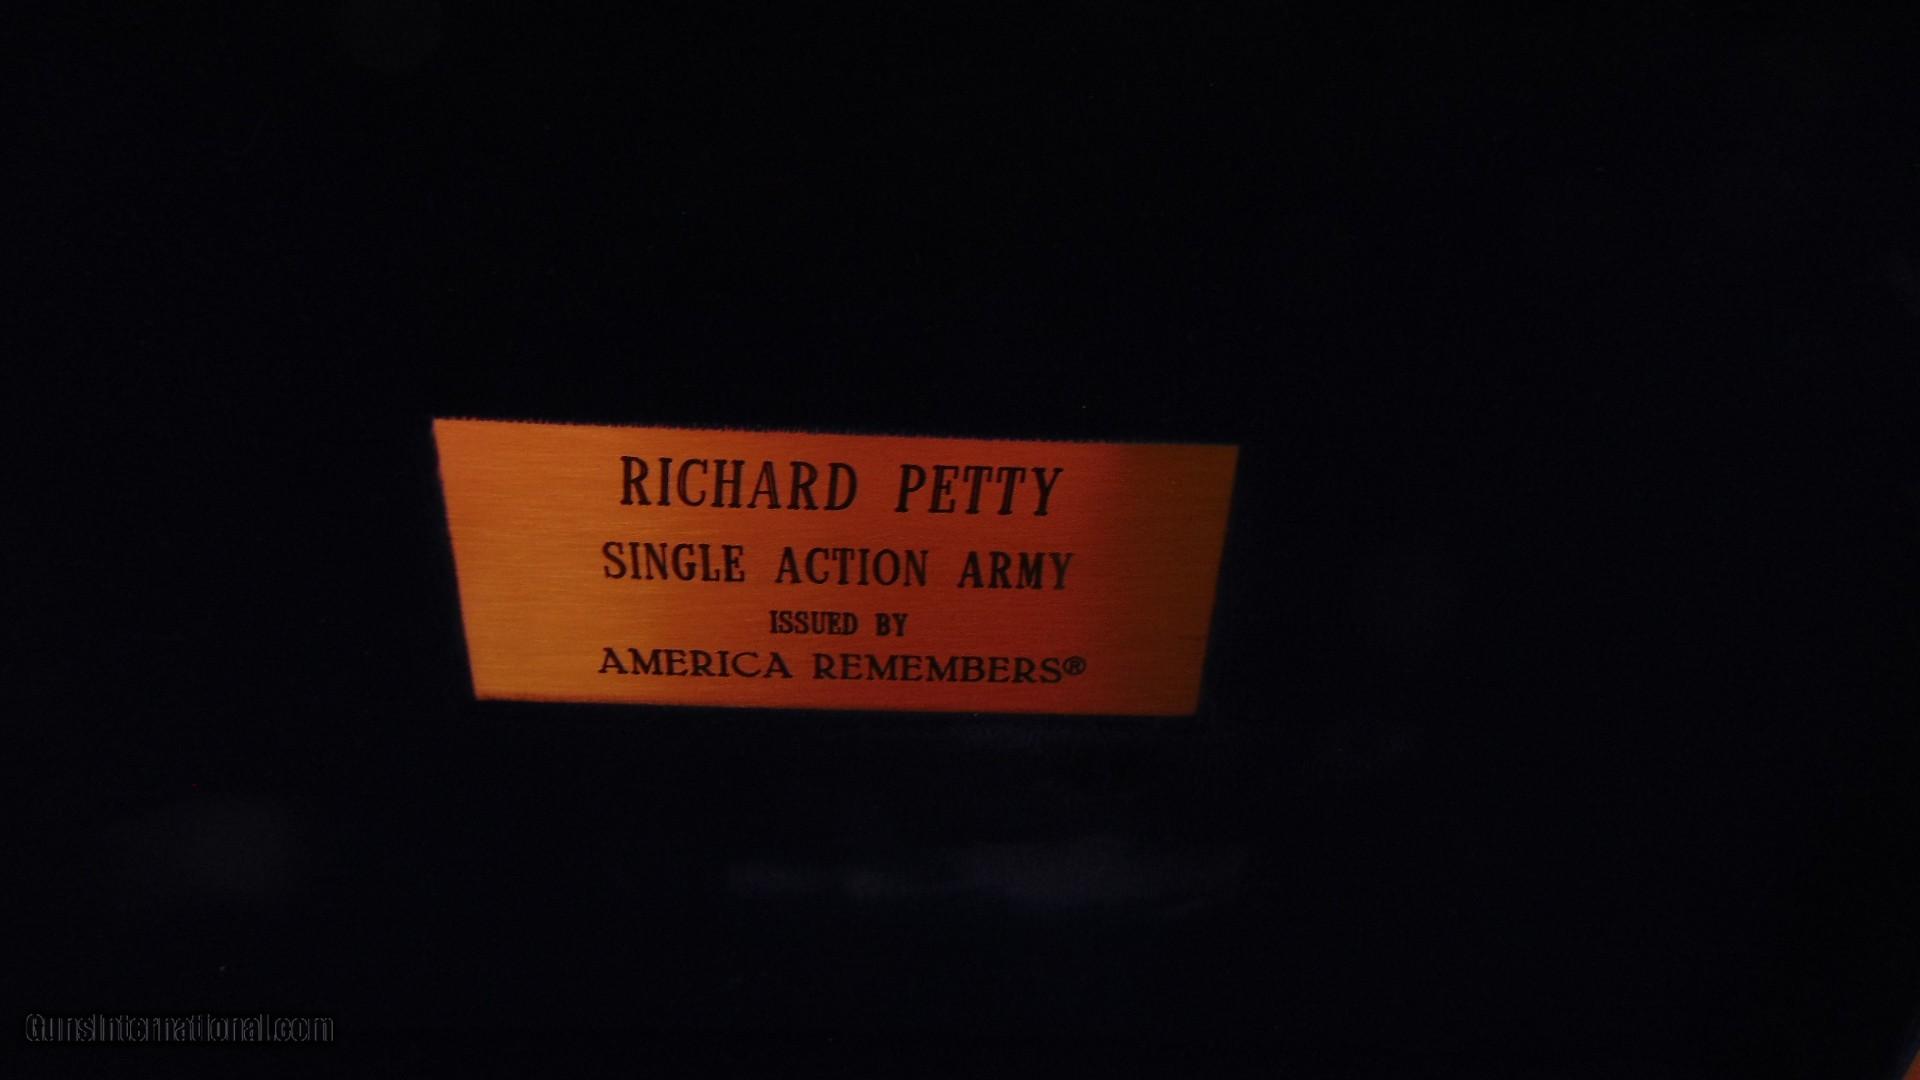 RICHARD PETTY
SINGLE ACTION ARMY
ISSUED BY
AMERICA REMEMBERS®
GunsInternational.com